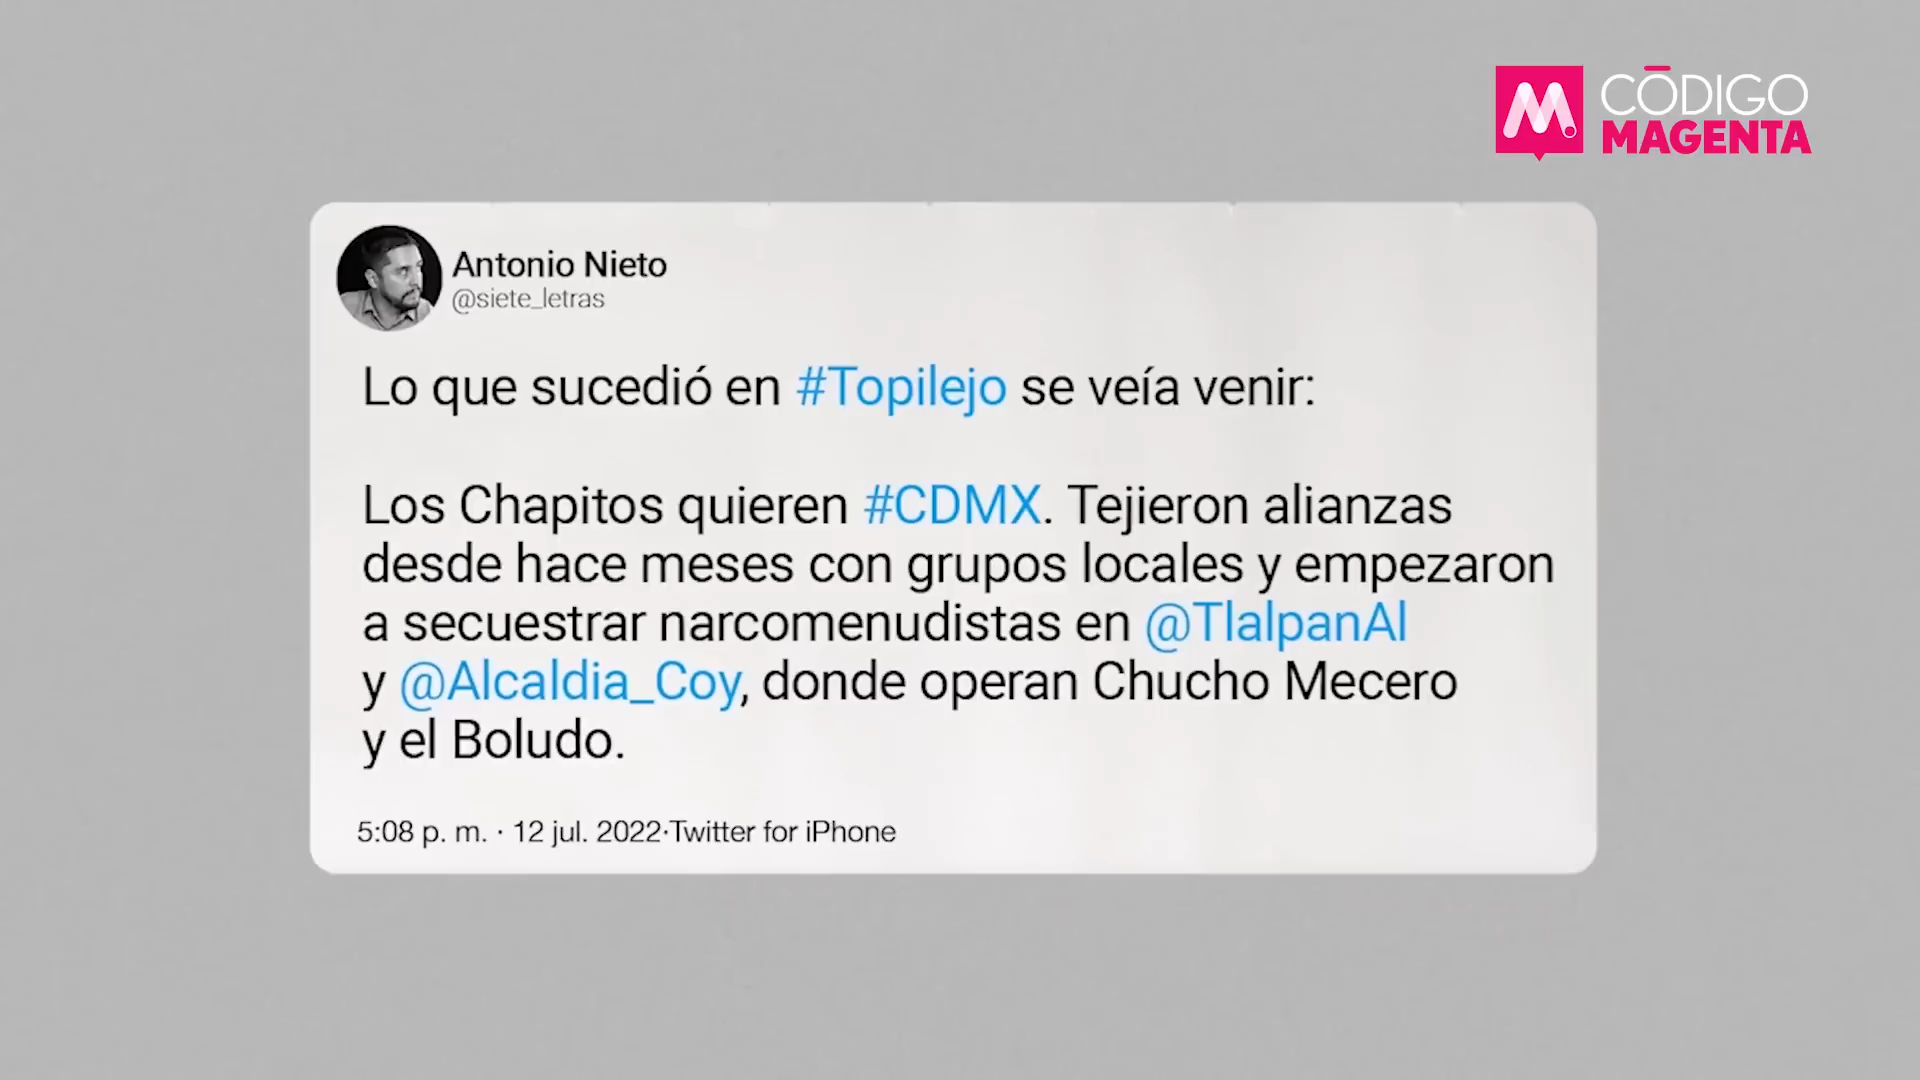 CÓDIGO
MAGENTA
Antonio Nieto
@siete_letras
Lo que sucedió en #Topilejo se veía venir:
Los Chapitos quieren #CDMX. Tejieron alianzas
desde hace meses con grupos locales y empezaron
a secuestrar narcomenudistas en @TlalpanAl
y @Alcaldia_Coy, donde operan Chucho Mecero
y el Boludo.
5:08 p. m. · 12 jul. 2022·Twitter for iPhone